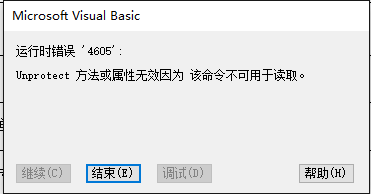 Microsoft Visual Basic
运行时错误 '4605':
Unprotect 方法或属性无效因为 该命令不可用于读取。
继续(C) 结束(E) 调试(D) 帮助(H)